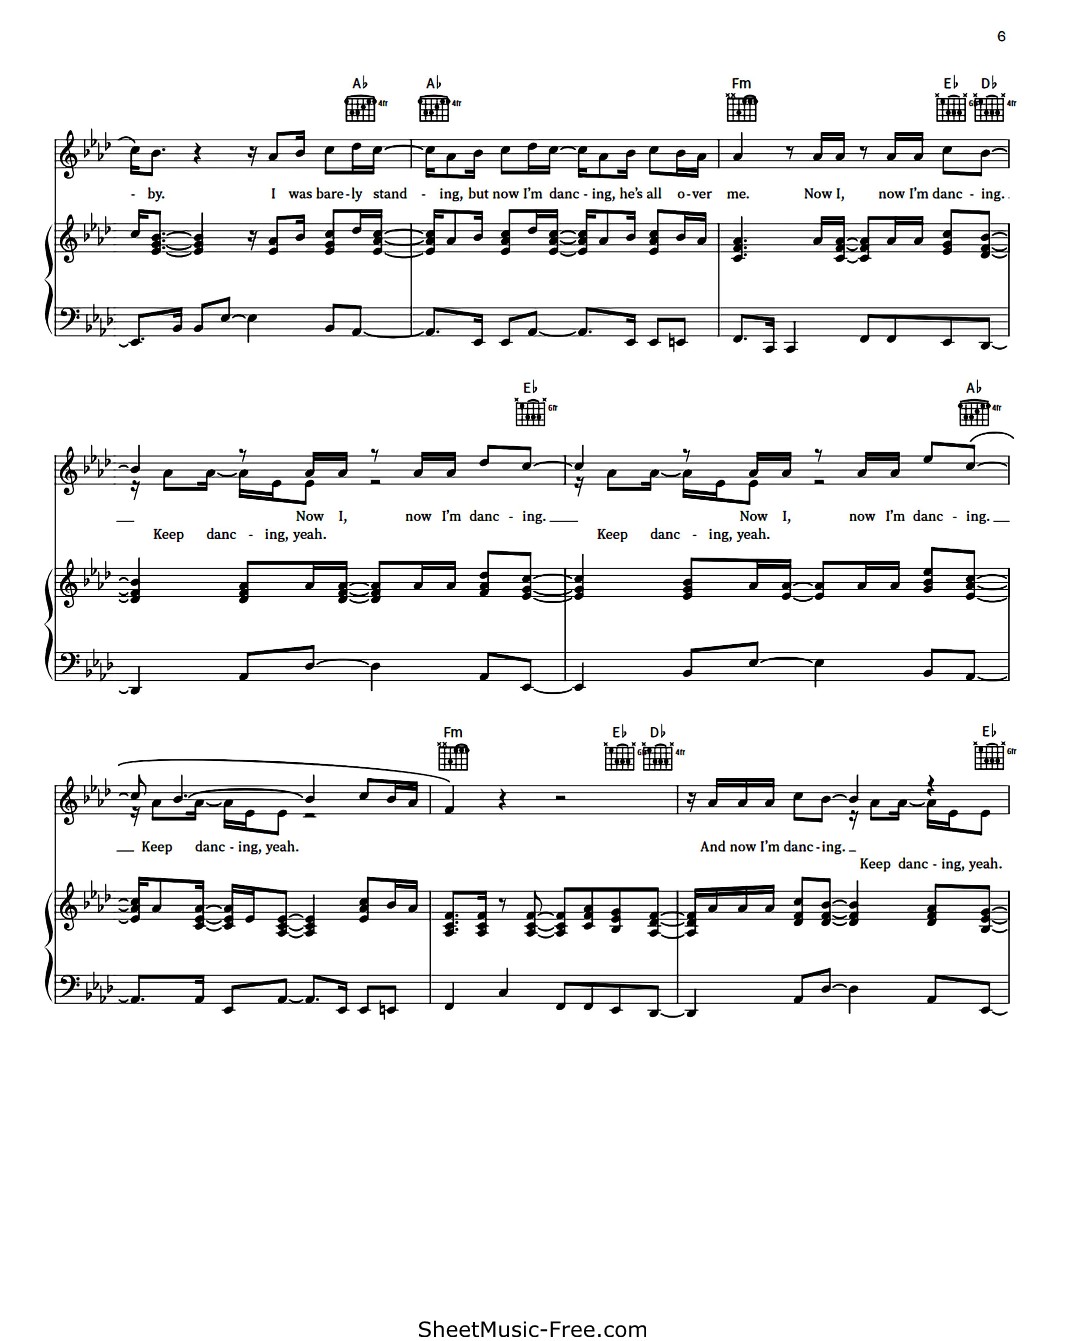 6
A♭ A♭ Fm E♭ D♭
4fr 4fr 6fr 4fr
- by. I was bare-ly stand - ing, but now I'm danc - ing, he's all o-ver me. Now I, now I'm danc - ing.
E♭ A♭
6fr 4fr
Now I, now I'm danc - ing. Now I, now I'm danc - ing.
Keep danc - ing, yeah. Keep danc - ing, yeah.
Fm E♭ D♭ E♭
6fr 4fr 6fr
Keep danc - ing, yeah. And now I'm danc-ing.
Keep danc - ing, yeah.
SheetMusic-Free.com